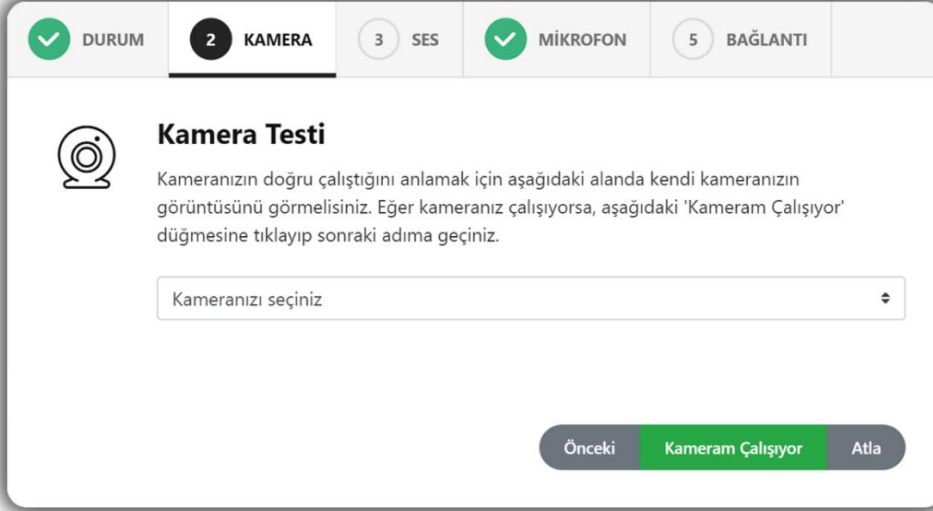 DURUM
2 KAMERA
3 SES
MİKROFON
5 BAĞLANTI
Kamera Testi
Kameranızın doğru çalıştığını anlamak için aşağıdaki alanda kendi kameranızın
görüntüsünü görmelisiniz. Eğer kameranız çalışıyorsa, aşağıdaki 'Kameram Çalışıyor'
düğmesine tıklayıp sonraki adıma geçiniz.
Kameranızı seçiniz
Önceki
Kameram Çalışıyor
Atla